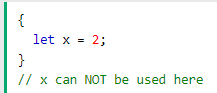 {
  let x = 2;
}
// x can NOT be used here